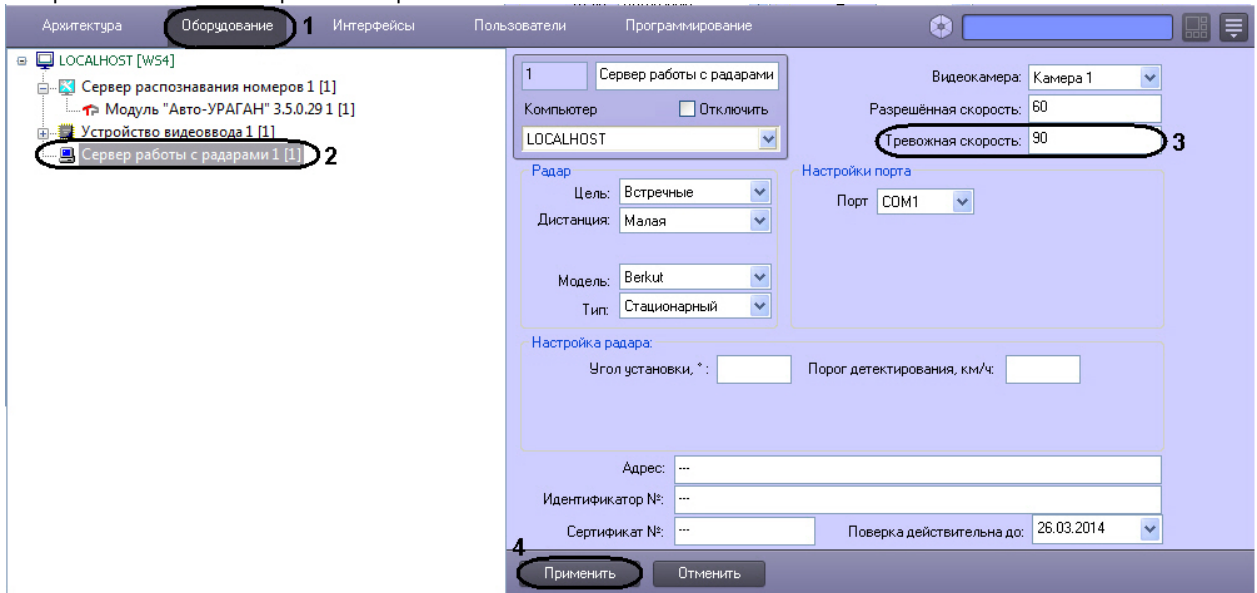 Архитектура Оборудование 1 Интерфейсы Пользователи Программирование
LOCALHOST [WS4]
Сервер распознавания номеров 1 [1]
Модуль "Авто-УРАГАН" 3.5.0.29 1 [1]
Устройство видеоввода 1 [1]
Сервер работы с радарами 1 [1] 2
1 Сервер работы с радарами
Компьютер Отключить
LOCALHOST
Видеокамера: Камера 1
Разрешённая скорость: 60
Тревожная скорость: 90 3
Радар
Цель: Встречные
Дистанция: Малая
Модель: Berkut
Тип: Стационарный
Настройки порта
Порт COM1
Настройка радара:
Угол установки, °: Порог детектирования, км/ч:
Адрес: ---
Идентификатор №: ---
Сертификат №: --- Поверка действительна до: 26.03.2014
4
Применить Отменить